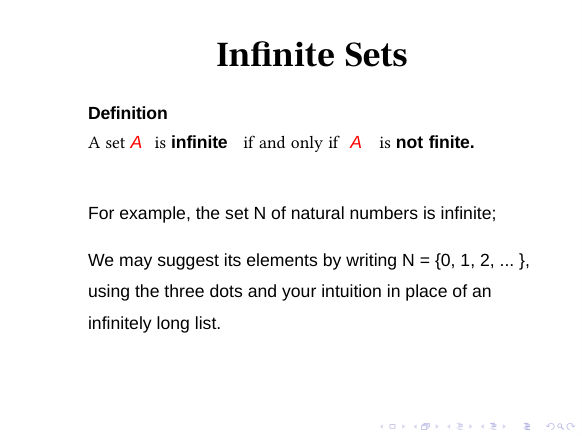 Infinite Sets
Definition
A set A is infinite if and only if A is not finite.
For example, the set N of natural numbers is infinite;
We may suggest its elements by writing N = {0, 1, 2, ... },
using the three dots and your intuition in place of an
infinitely long list.